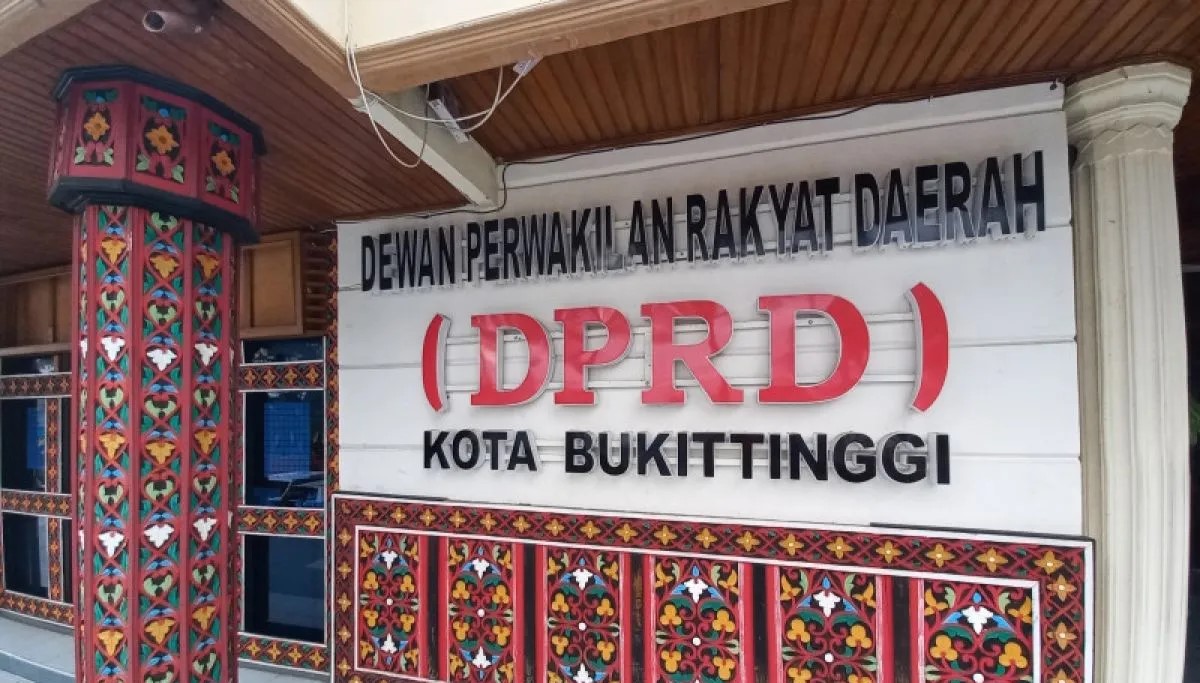 DEWAN PERWAKILAN RAKYAT DAERAH
(DPRD)
KOTA BUKITTINGGI